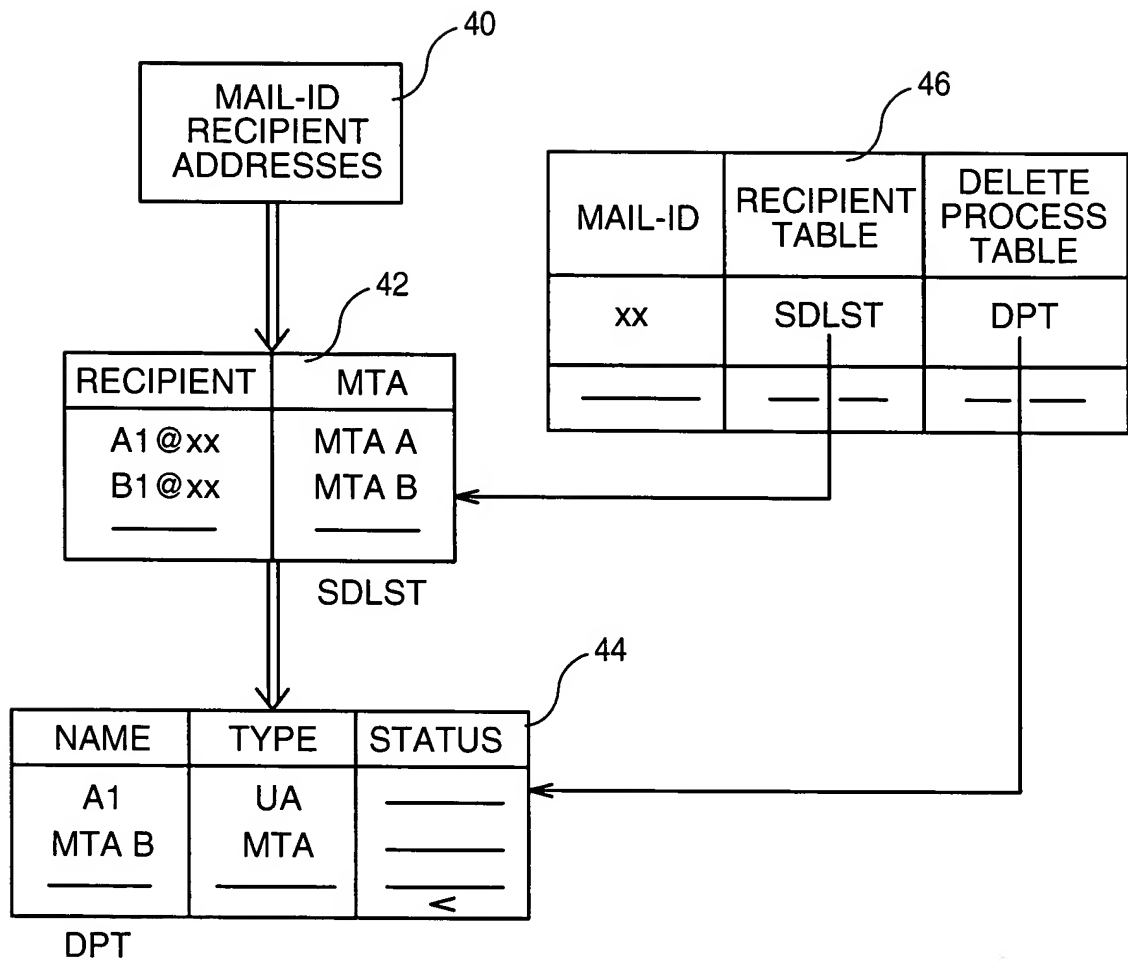 40
MAIL-ID
RECIPIENT
ADDRESSES
46
MAIL-ID
RECIPIENT
TABLE
DELETE
PROCESS
TABLE
xx
SDLST
DPT
42
RECIPIENT
MTA
A1@xx
MTA A
B1@xx
MTA B
SDLST
44
NAME
TYPE
STATUS
A1
UA
MTA B
MTA
<
DPT